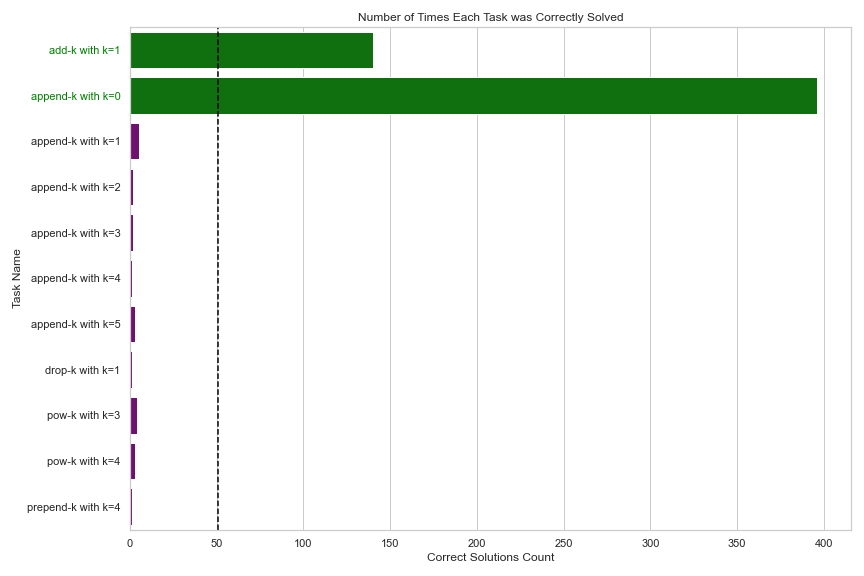 Number of Times Each Task was Correctly Solved
Task Name
add-k with k=1
append-k with k=0
append-k with k=1
append-k with k=2
append-k with k=3
append-k with k=4
append-k with k=5
drop-k with k=1
pow-k with k=3
pow-k with k=4
prepend-k with k=4
0 50 100 150 200 250 300 350 400
Correct Solutions Count